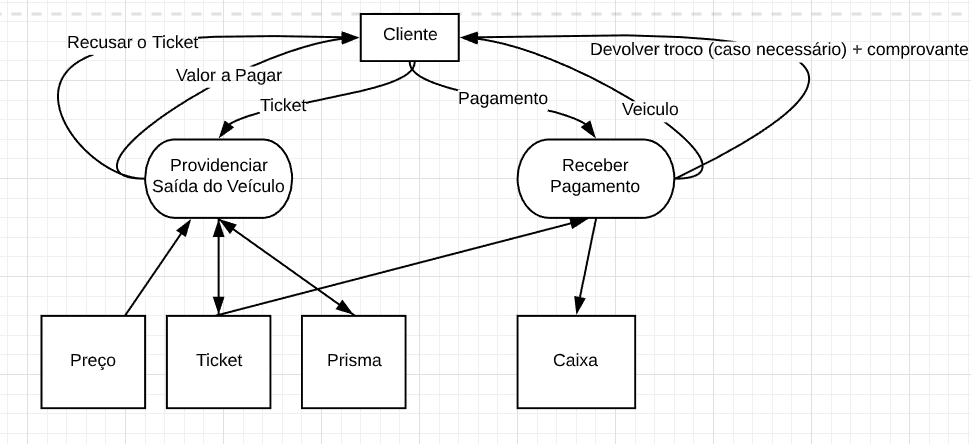 Cliente
Recusar o Ticket
Devolver troco (caso necessário) + comprovante
Valor a Pagar
Ticket
Pagamento
Veiculo
Providenciar
Saída do Veículo
Receber
Pagamento
Preço
Ticket
Prisma
Caixa